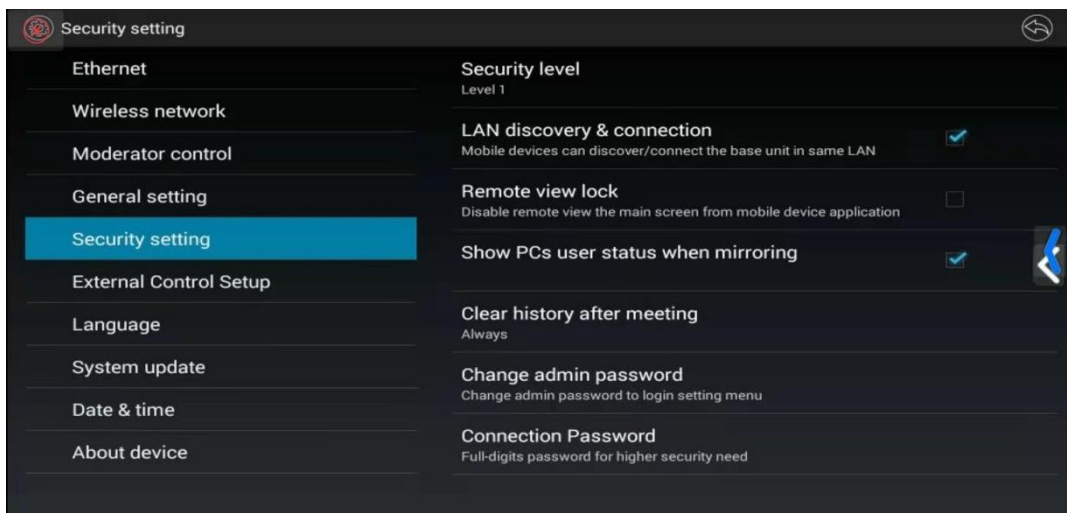 Security setting
Ethernet
Wireless network
Moderator control
General setting
Security setting
External Control Setup
Language
System update
Date & time
About device
Security level
Level 1
LAN discovery & connection
Mobile devices can discover/connect the base unit in same LAN
Remote view lock
Disable remote view the main screen from mobile device application
Show PCs user status when mirroring
Clear history after meeting
Always
Change admin password
Change admin password to login setting menu
Connection Password
Full-digits password for higher security need